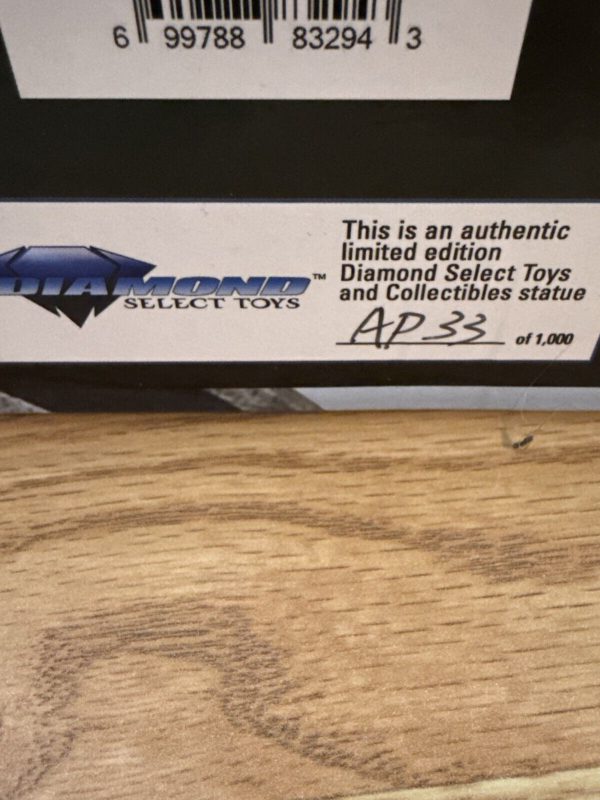 6 99788 83294 3
This is an authentic
limited edition
Diamond Select Toys
and Collectibles statue
AP 33 of 1,000
DIAMOND™
SELECT TOYS